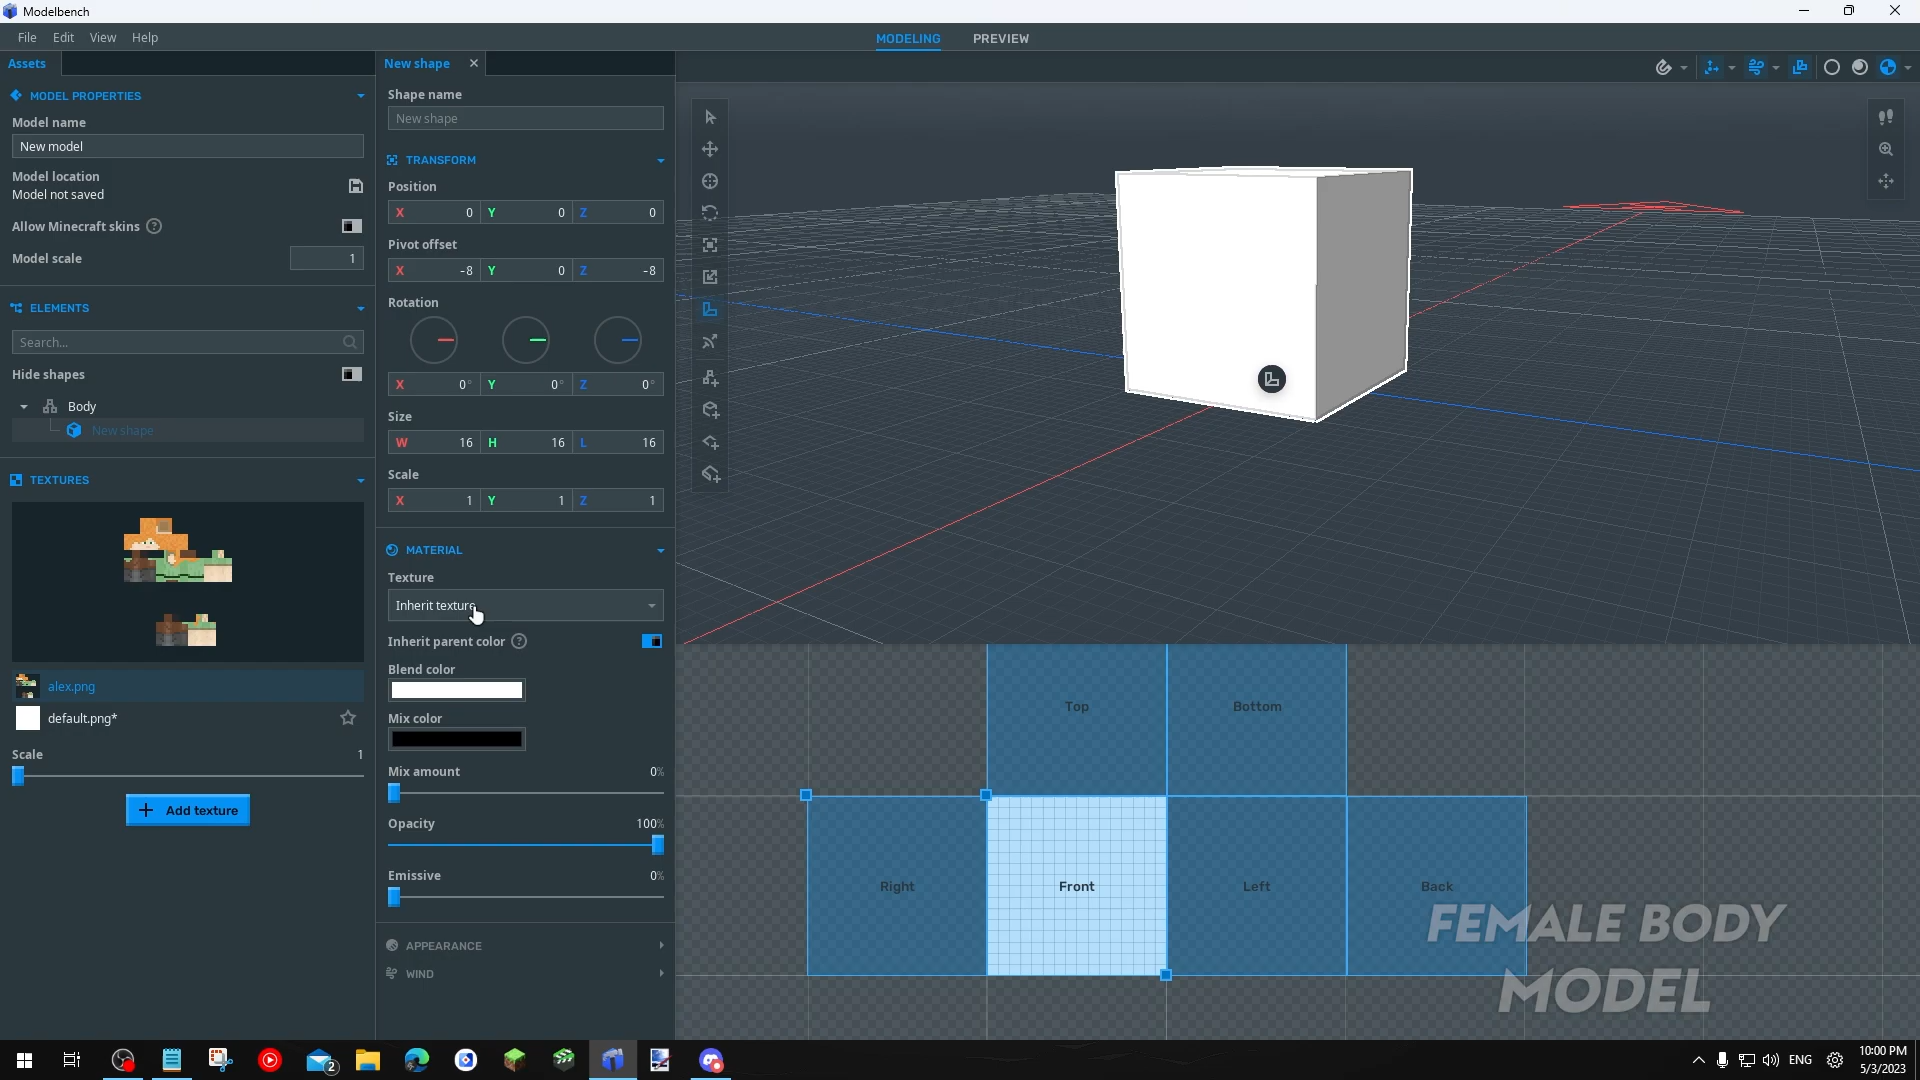 Modelbench
File Edit View Help
MODELING PREVIEW
Assets
MODEL PROPERTIES
Model name
New model
Model location
Model not saved
Allow Minecraft skins ?
Model scale 1
ELEMENTS
Search...
Hide shapes
Body
New shape
TEXTURES
alex.png
default.png*
Scale 1
+ Add texture
New shape
Shape name
New shape
TRANSFORM
Position
X 0 Y 0 Z 0
Pivot offset
X -8 Y 0 Z -8
Rotation
X 0° Y 0° Z 0°
Size
W 16 H 16 L 16
Scale
X 1 Y 1 Z 1
MATERIAL
Texture
Inherit texture
Inherit parent color ?
Blend color
Mix color
Mix amount 0%
Opacity 100%
Emissive 0%
APPEARANCE
WIND
Top Bottom
Right Front Left Back
FEMALE BODY
MODEL
2
ENG
10:00 PM
5/3/2023